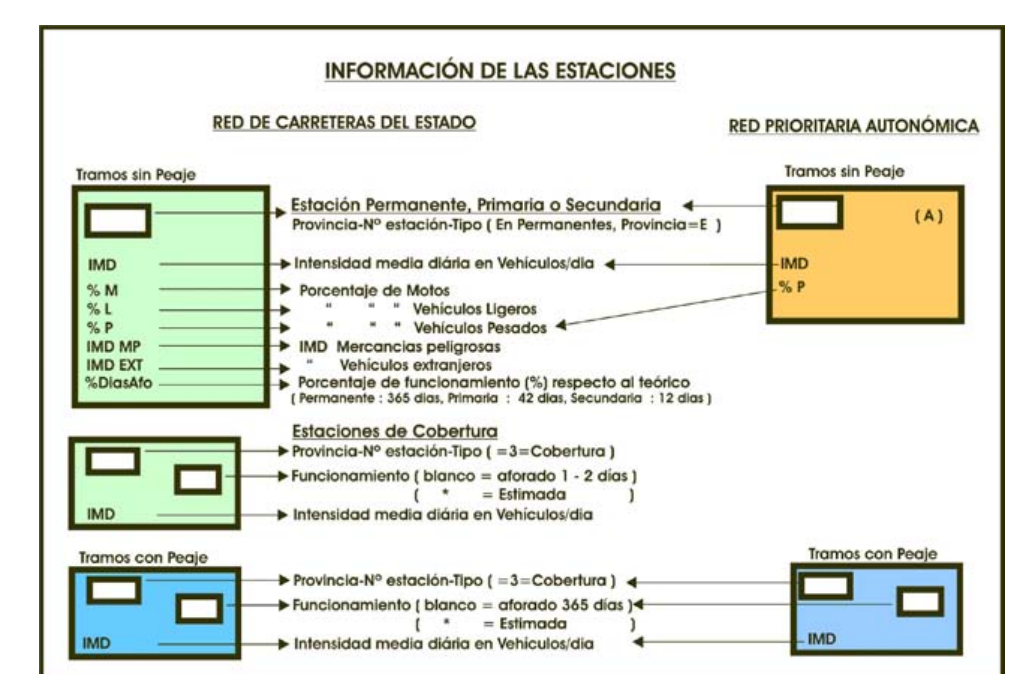 INFORMACIÓN DE LAS ESTACIONES
RED DE CARRETERAS DEL ESTADO
RED PRIORITARIA AUTONÓMICA
Tramos sin Peaje
Tramos sin Peaje
Estación Permanente, Primaria o Secundaria
Provincia-Nº estación-Tipo ( En Permanentes, Provincia=E )
( A )
IMD
Intensidad media diária en Vehículos/dia
IMD
% M
Porcentaje de Motos
% P
% L
" " " Vehículos Ligeros
% P
" " " Vehículos Pesados
IMD MP
IMD Mercancias peligrosas
IMD EXT
" Vehículos extranjeros
%DiasAfo
Porcentaje de funcionamiento (%) respecto al teórico
( Permanente : 365 dias, Primaria : 42 dias, Secundaria : 12 dias )
Estaciones de Cobertura
Provincia-Nº estación-Tipo ( =3=Cobertura )
Funcionamiento ( blanco = aforado 1 - 2 días )
( * = Estimada )
IMD
Intensidad media diária en Vehículos/dia
Tramos con Peaje
Tramos con Peaje
Provincia-Nº estación-Tipo ( =3=Cobertura )
Funcionamiento ( blanco = aforado 365 días )
( * = Estimada )
IMD
Intensidad media diária en Vehículos/dia
IMD